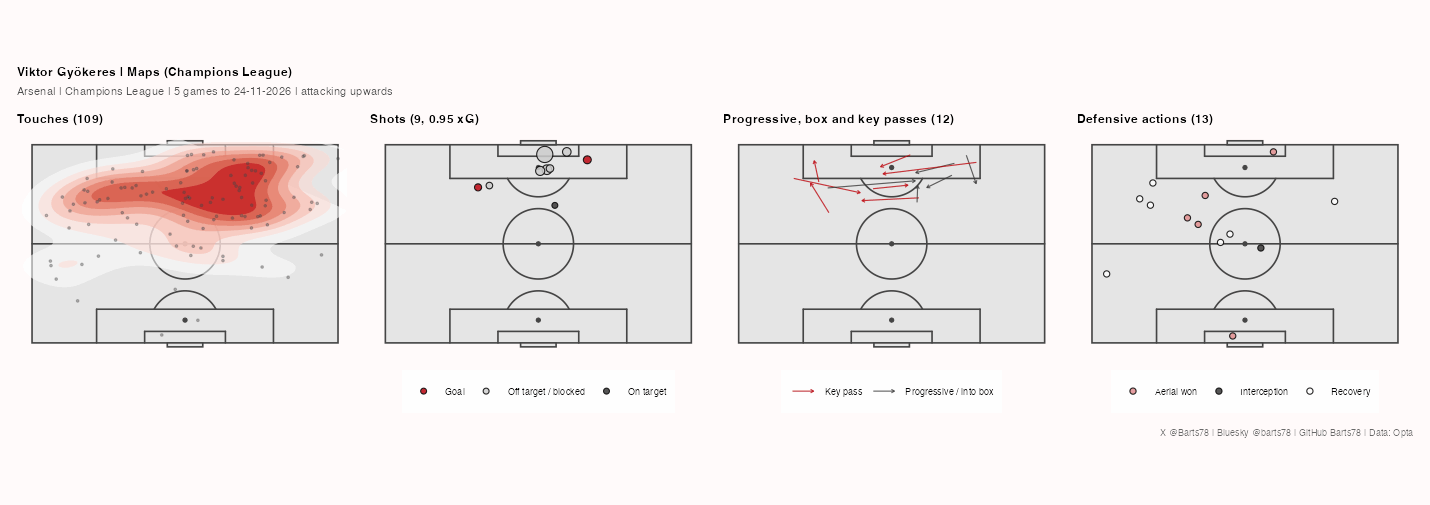 Viktor Gyökeres | Maps (Champions League)
Arsenal | Champions League | 5 games to 24-11-2026 | attacking upwards
Touches (109)
Shots (9, 0.95 xG)
Progressive, box and key passes (12)
Defensive actions (13)
Goal
Off target / blocked
On target
Key pass
Progressive / into box
Aerial won
Interception
Recovery
X @Barts78 | Bluesky @barts78 | GitHub Barts78 | Data: Opta